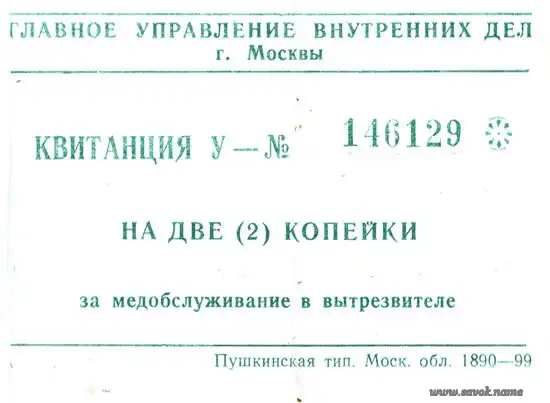 ГЛАВНОЕ УПРАВЛЕНИЕ ВНУТРЕННИХ ДЕЛ
г. Москвы
КВИТАНЦИЯ У — № 146129
НА ДВЕ (2) КОПЕЙКИ
за медобслуживание в вытрезвителе
Пушкинская тип. Моск. обл. 1890—99
www.savok.name